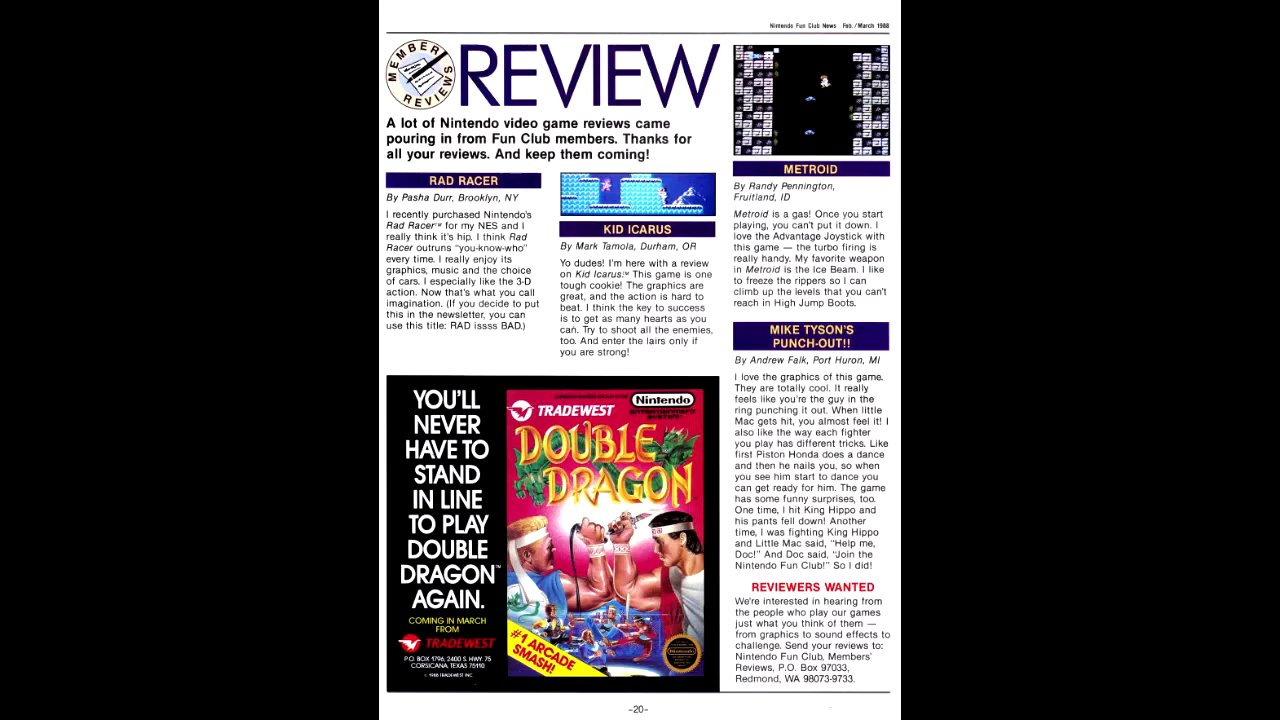 Nintendo Fun Club News Feb./March 1988
MEMBER
REVIEWS
REVIEW
A lot of Nintendo video game reviews came
pouring in from Fun Club members. Thanks for
all your reviews. And keep them coming!
RAD RACER
By Pasha Durr, Brooklyn, NY
I recently purchased Nintendo's
Rad Racer™ for my NES and I
really think it's hip. I think Rad
Racer outruns "you-know-who"
every time. I really enjoy its
graphics, music and the choice
of cars. I especially like the 3-D
action. Now that's what you call
imagination. (If you decide to put
this in the newsletter, you can
use this title: RAD issss BAD.)
KID ICARUS
By Mark Tamola, Durham, OR
Yo dudes! I'm here with a review
on Kid Icarus.™ This game is one
tough cookie! The graphics are
great, and the action is hard to
beat. I think the key to success
is to get as many hearts as you
can. Try to shoot all the enemies,
too. And enter the lairs only if
you are strong!
METROID
By Randy Pennington,
Fruitland, ID
Metroid is a gas! Once you start
playing, you can't put it down. I
love the Advantage Joystick with
this game — the turbo firing is
really handy. My favorite weapon
in Metroid is the Ice Beam. I like
to freeze the rippers so I can
climb up the levels that you can't
reach in High Jump Boots.
MIKE TYSON'S
PUNCH-OUT!!
By Andrew Falk, Port Huron, MI
I love the graphics of this game.
They are totally cool. It really
feels like you're the guy in the
ring punching it out. When little
Mac gets hit, you almost feel it! I
also like the way each fighter
you play has different tricks. Like
first Piston Honda does a dance
and then he nails you, so when
you see him start to dance you
can get ready for him. The game
has some funny surprises, too.
One time, I hit King Hippo and
his pants fell down! Another
time, I was fighting King Hippo
and Little Mac said, "Help me,
Doc!" And Doc said, "Join the
Nintendo Fun Club!" So I did!
REVIEWERS WANTED
We're interested in hearing from
the people who play our games
just what you think of them —
from graphics to sound effects to
challenge. Send your reviews to:
Nintendo Fun Club, Members'
Reviews, P.O. Box 97033,
Redmond, WA 98073-9733.
YOU'LL
NEVER
HAVE TO
STAND
IN LINE
TO PLAY
DOUBLE
DRAGON™
AGAIN.
COMING IN MARCH
FROM
TRADEWEST
P.O. BOX 1796, 2400 S. HWY. 75
CORSICANA, TEXAS 75110
© 1988 TRADEWEST INC
TRADEWEST
Nintendo
ENTERTAINMENT
SYSTEM
DOUBLE
DRAGON
#1 ARCADE
SMASH!
-20-